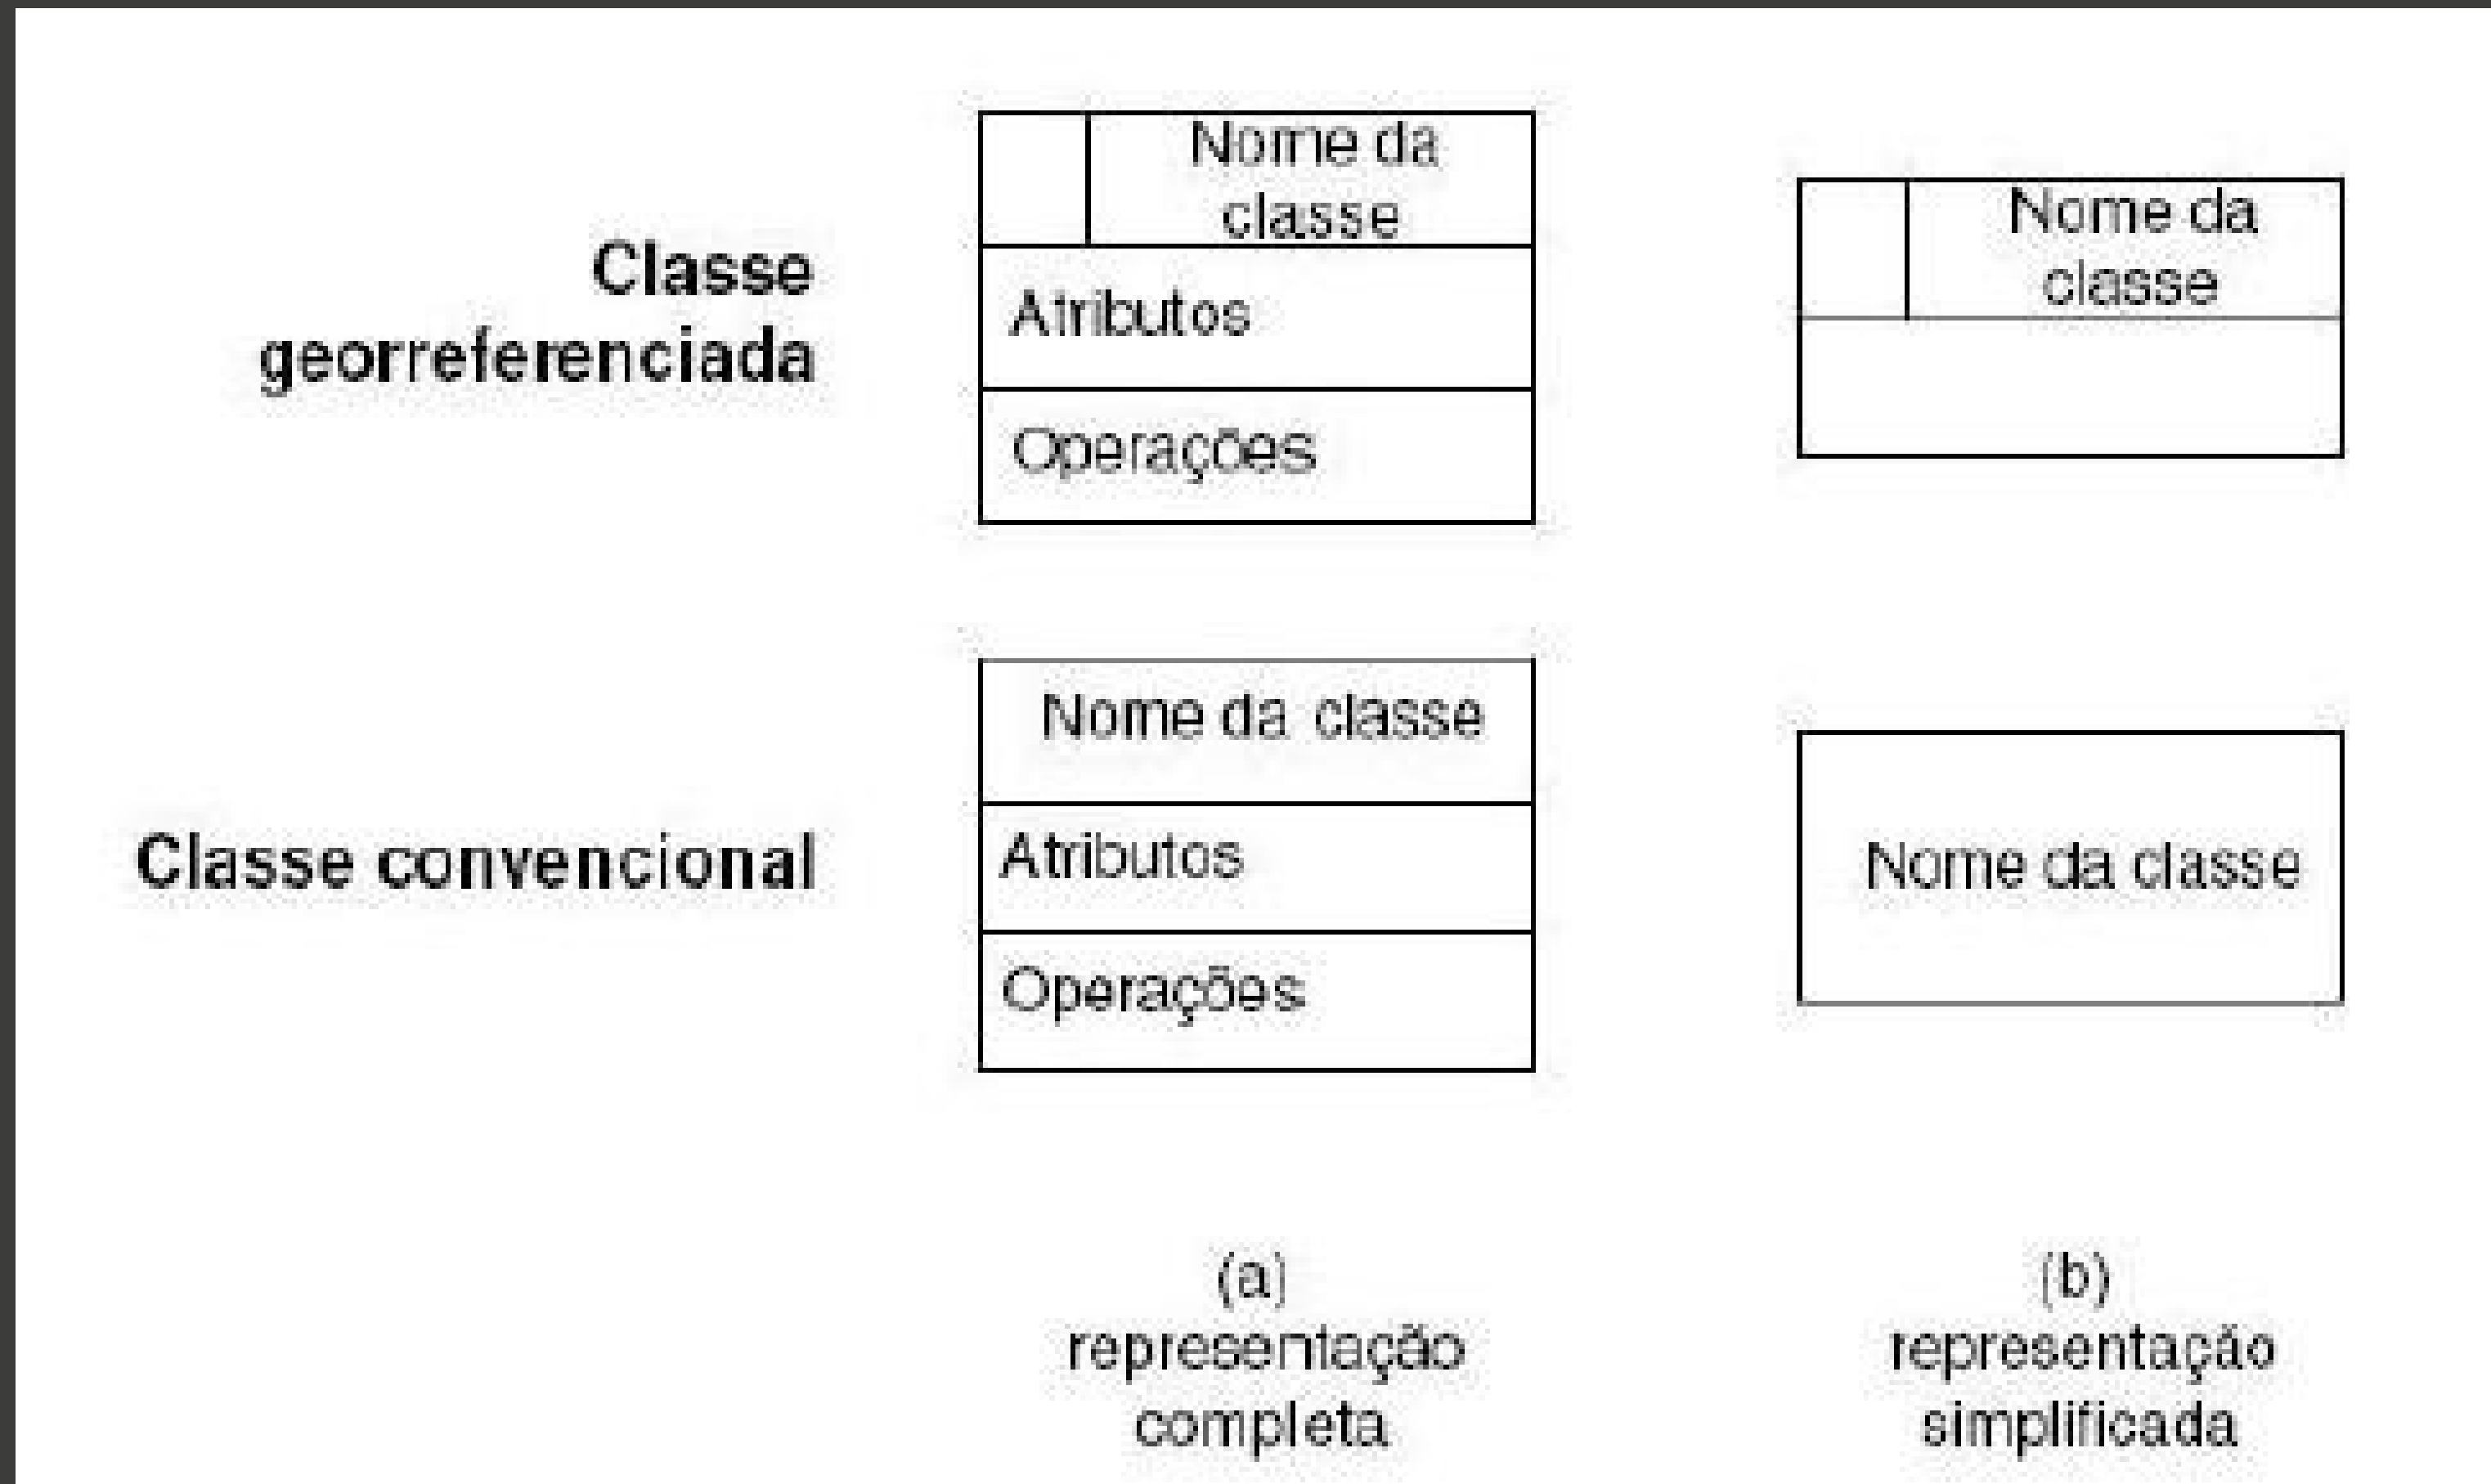 Classe
georreferenciada
Nome da
classe
Atributos
Operações
Nome da
classe
Classe convencional
Nome da classe
Atributos
Operações
Nome da classe
(a)
representação
completa
(b)
representação
simplificada